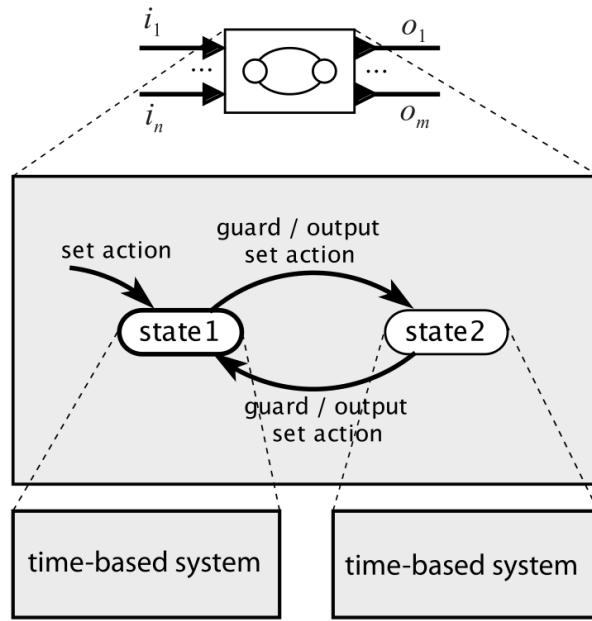 i₁
o₁
...
...
iₙ
oₘ
guard / output
set action
set action
state1
state2
guard / output
set action
time-based system
time-based system